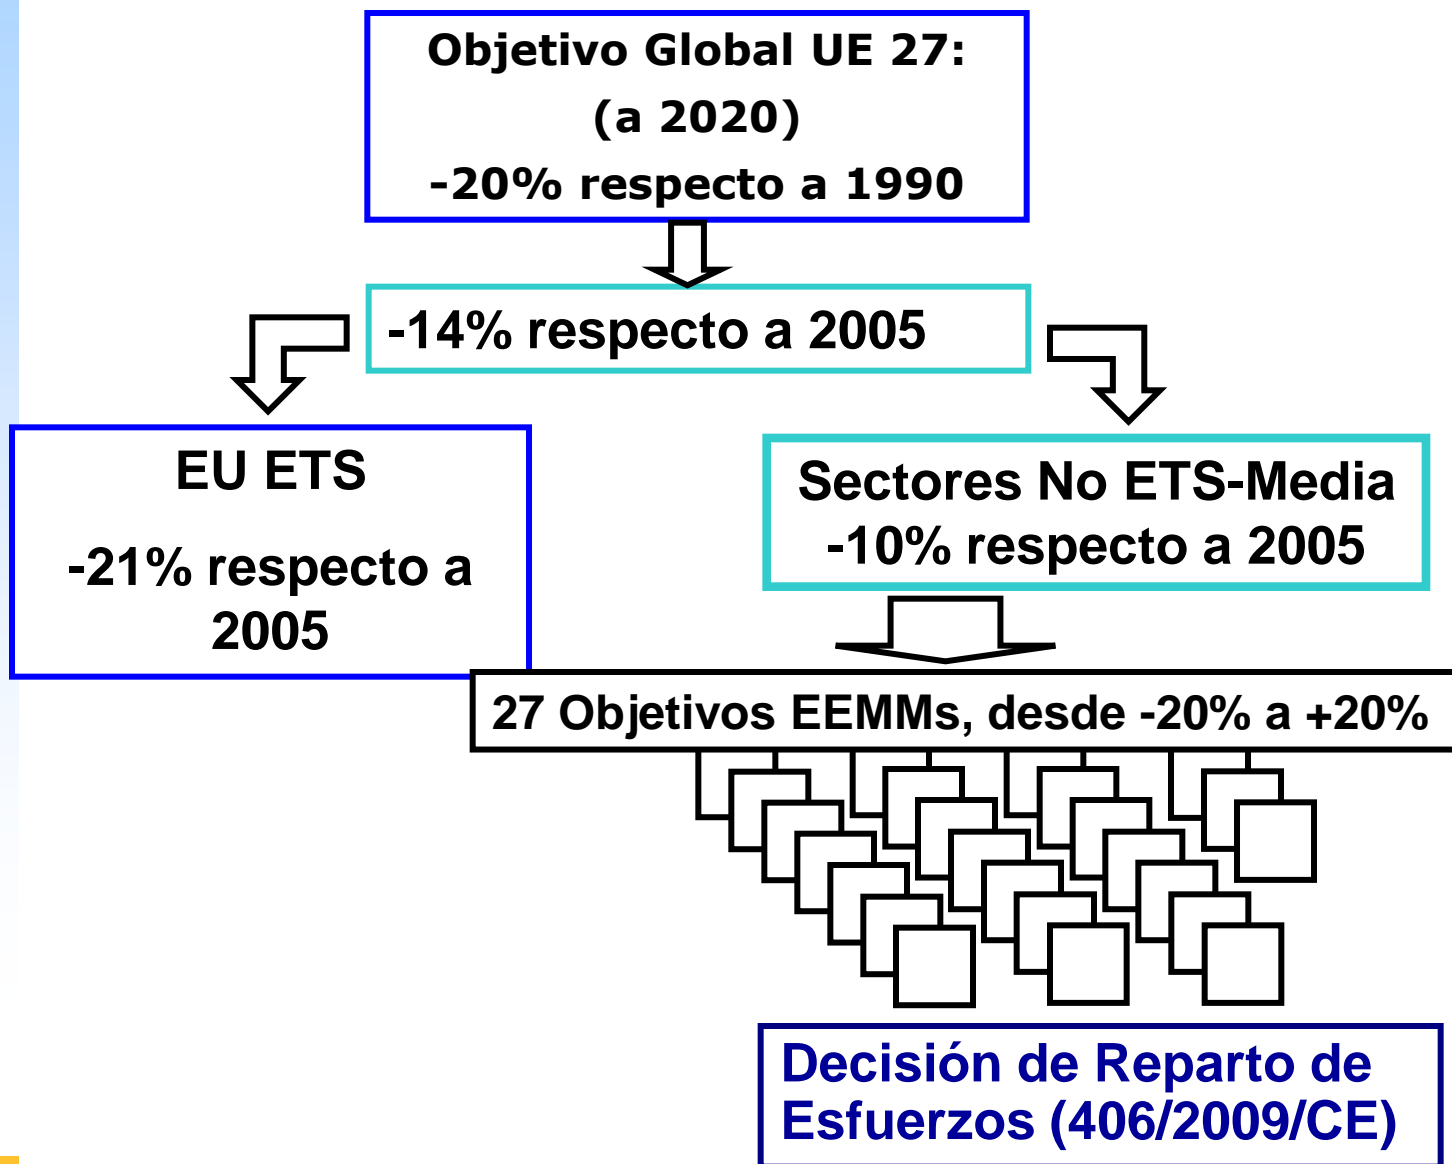 Objetivo Global UE 27:
(a 2020)
-20% respecto a 1990
-14% respecto a 2005
EU ETS
-21% respecto a
2005
Sectores No ETS-Media
-10% respecto a 2005
27 Objetivos EEMMs, desde -20% a +20%
Decisión de Reparto de
Esfuerzos (406/2009/CE)